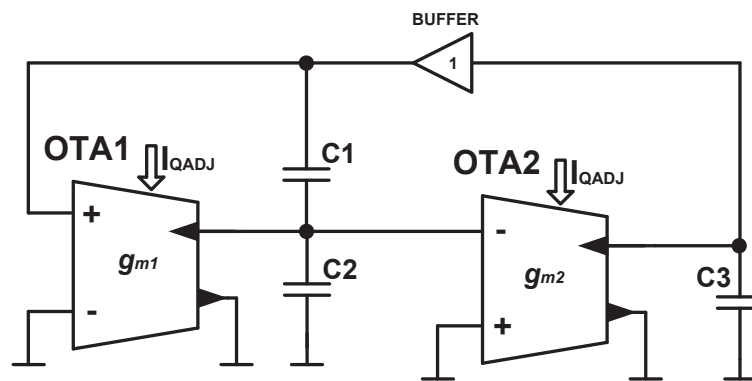 BUFFER
1
OTA1
IQADJ
C1
OTA2
IQADJ
+
gm1
-
C2
-
gm2
+
C3